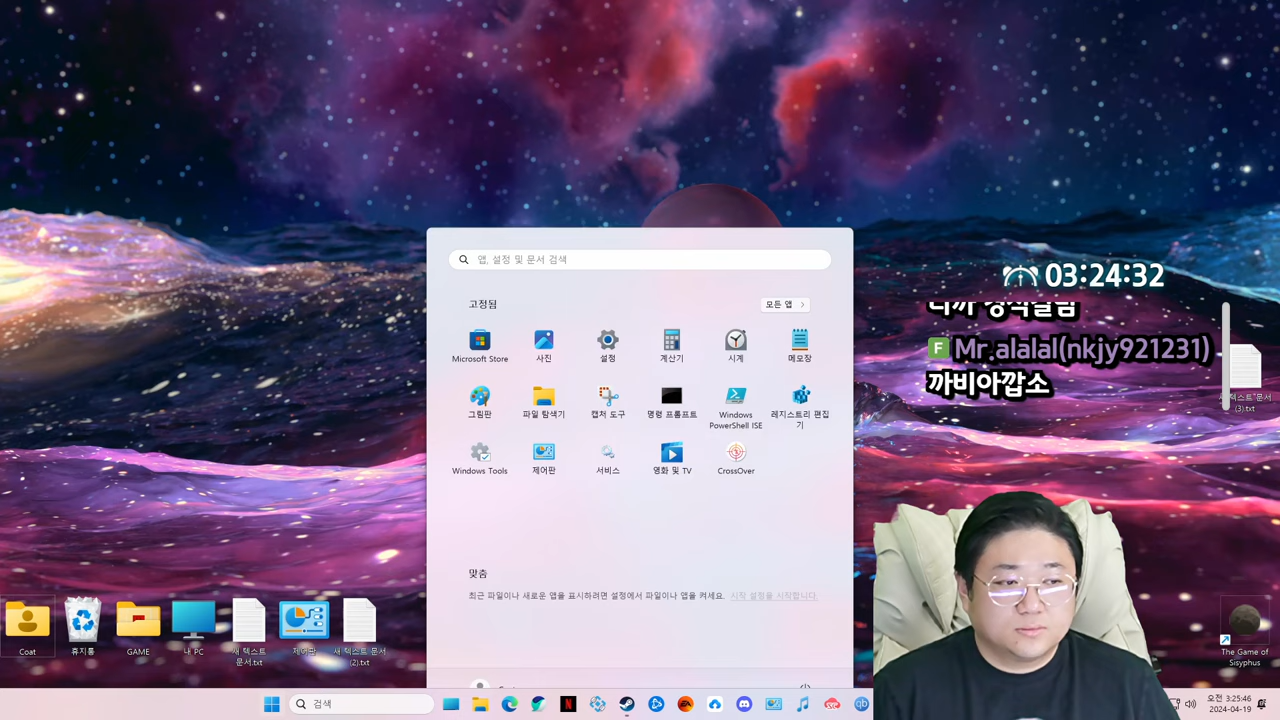 앱, 설정 및 문서 검색
고정됨
모든 앱
Microsoft Store
사진
설정
계산기
시계
메모장
그림판
파일 탐색기
캡처 도구
명령 프롬프트
Windows
PowerShell ISE
레지스트리 편집
기
Windows Tools
제어판
서비스
영화 및 TV
CrossOver
맞춤
최근 파일이나 새로운 앱을 표시하려면 설정에서 파일이나 앱을 켜세요. 시작 설정을 시작합니다.
03:24:32
F Mr.alalal(nkjy921231)
까비아깝소
텍스트 문서
(3).txt
Coat
휴지통
GAME
내 PC
새 텍스트
문서.txt
제어판
새 텍스트 문서
(2).txt
The Game of
Sisyphus
검색
오전 3:25:46
2024-04-19